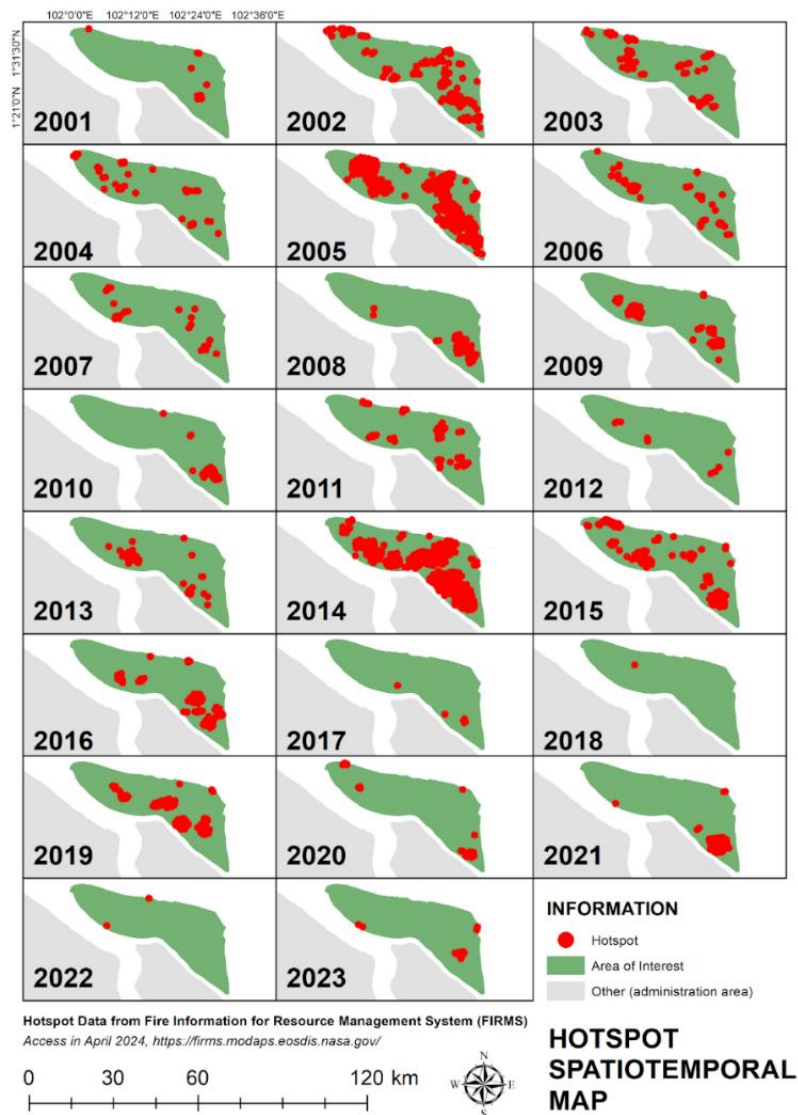 102°0'0"E 102°12'0"E 102°24'0"E 102°36'0"E
1°31'30"N
1°21'0"N
2001
2002
2003
2004
2005
2006
2007
2008
2009
2010
2011
2012
2013
2014
2015
2016
2017
2018
2019
2020
2021
2022
2023
INFORMATION
Hotspot
Area of Interest
Other (administration area)
Hotspot Data from Fire Information for Resource Management System (FIRMS)
Access in April 2024, https://firms.modaps.eosdis.nasa.gov/
0 30 60 120 km
N
W E
S
HOTSPOT
SPATIOTEMPORAL
MAP